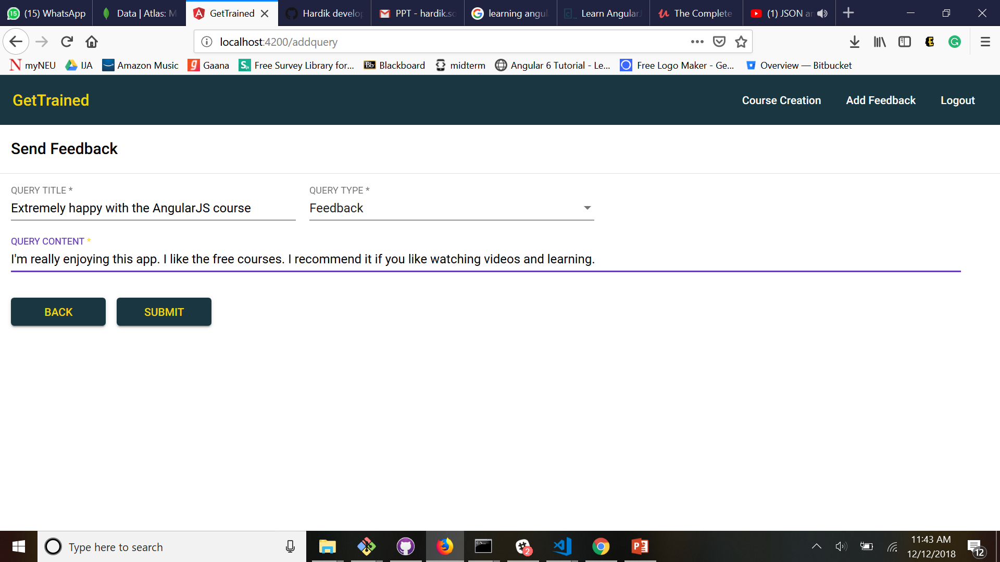 (15) WhatsApp
Data | Atlas: M
GetTrained
Hardik develop
PPT - hardik.so
learning angul
Learn AngularJ
The Complete
(1) JSON an
localhost:4200/addquery
myNEU
IJA
Amazon Music
Gaana
Free Survey Library for...
Blackboard
midterm
Angular 6 Tutorial - Le...
Free Logo Maker - Ge...
Overview — Bitbucket
GetTrained
Course Creation
Add Feedback
Logout
Send Feedback
QUERY TITLE *
QUERY TYPE *
Extremely happy with the AngularJS course
Feedback
QUERY CONTENT *
I'm really enjoying this app. I like the free courses. I recommend it if you like watching videos and learning.
BACK
SUBMIT
Type here to search
2
11:43 AM
12/12/2018
12